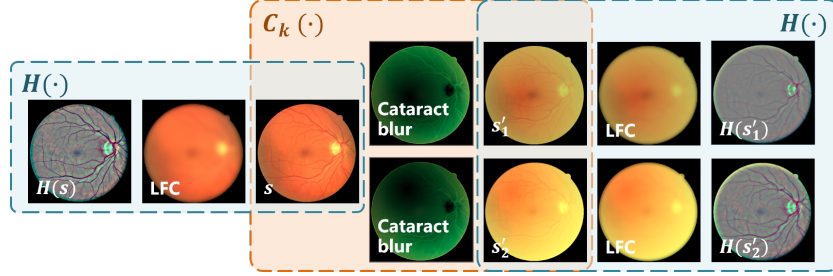 C_k(·)
H(·)
H(·)
Cataract
blur
s′_1
LFC
H(s′_1)
H(s)
LFC
s
Cataract
blur
s′_2
LFC
H(s′_2)